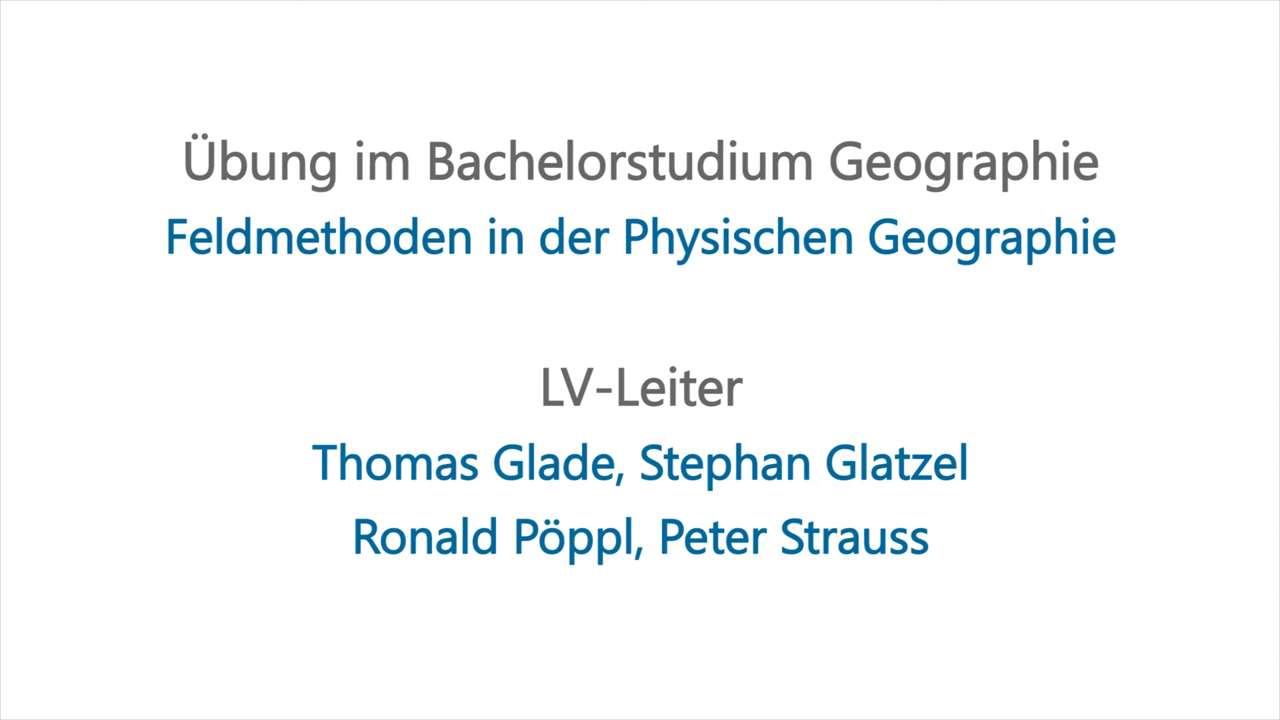 Übung im Bachelorstudium Geographie
Feldmethoden in der Physischen Geographie
LV-Leiter
Thomas Glade, Stephan Glatzel
Ronald Pöppl, Peter Strauss